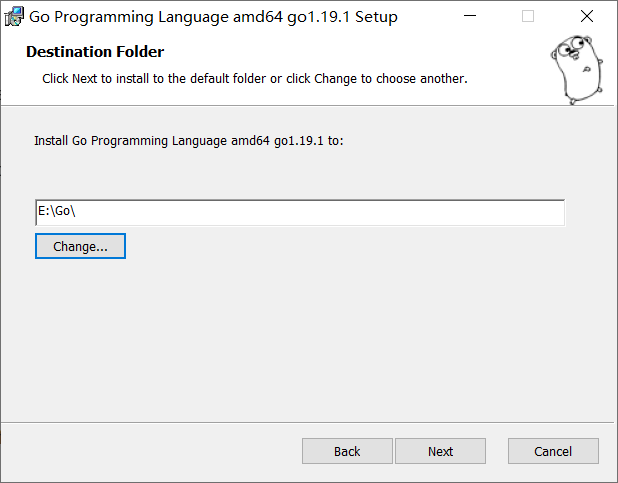 Go Programming Language amd64 go1.19.1 Setup
Destination Folder
Click Next to install to the default folder or click Change to choose another.
Install Go Programming Language amd64 go1.19.1 to:
E:\Go\
Change...
Back Next Cancel